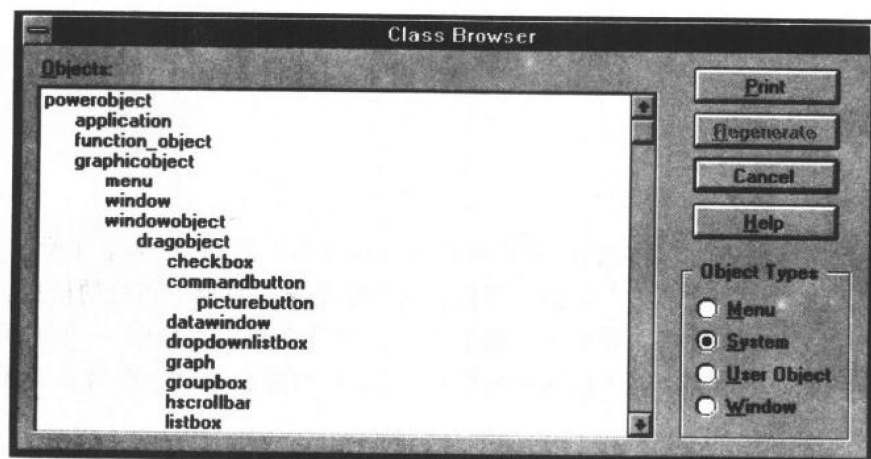 Class Browser
Objects:
powerobject
application
function_object
graphicobject
menu
window
windowobject
dragobject
checkbox
commandbutton
picturebutton
datawindow
dropdownlistbox
graph
groupbox
hscrollbar
listbox
Print
Regenerate
Cancel
Help
Object Types
Menu
System
User Object
Window